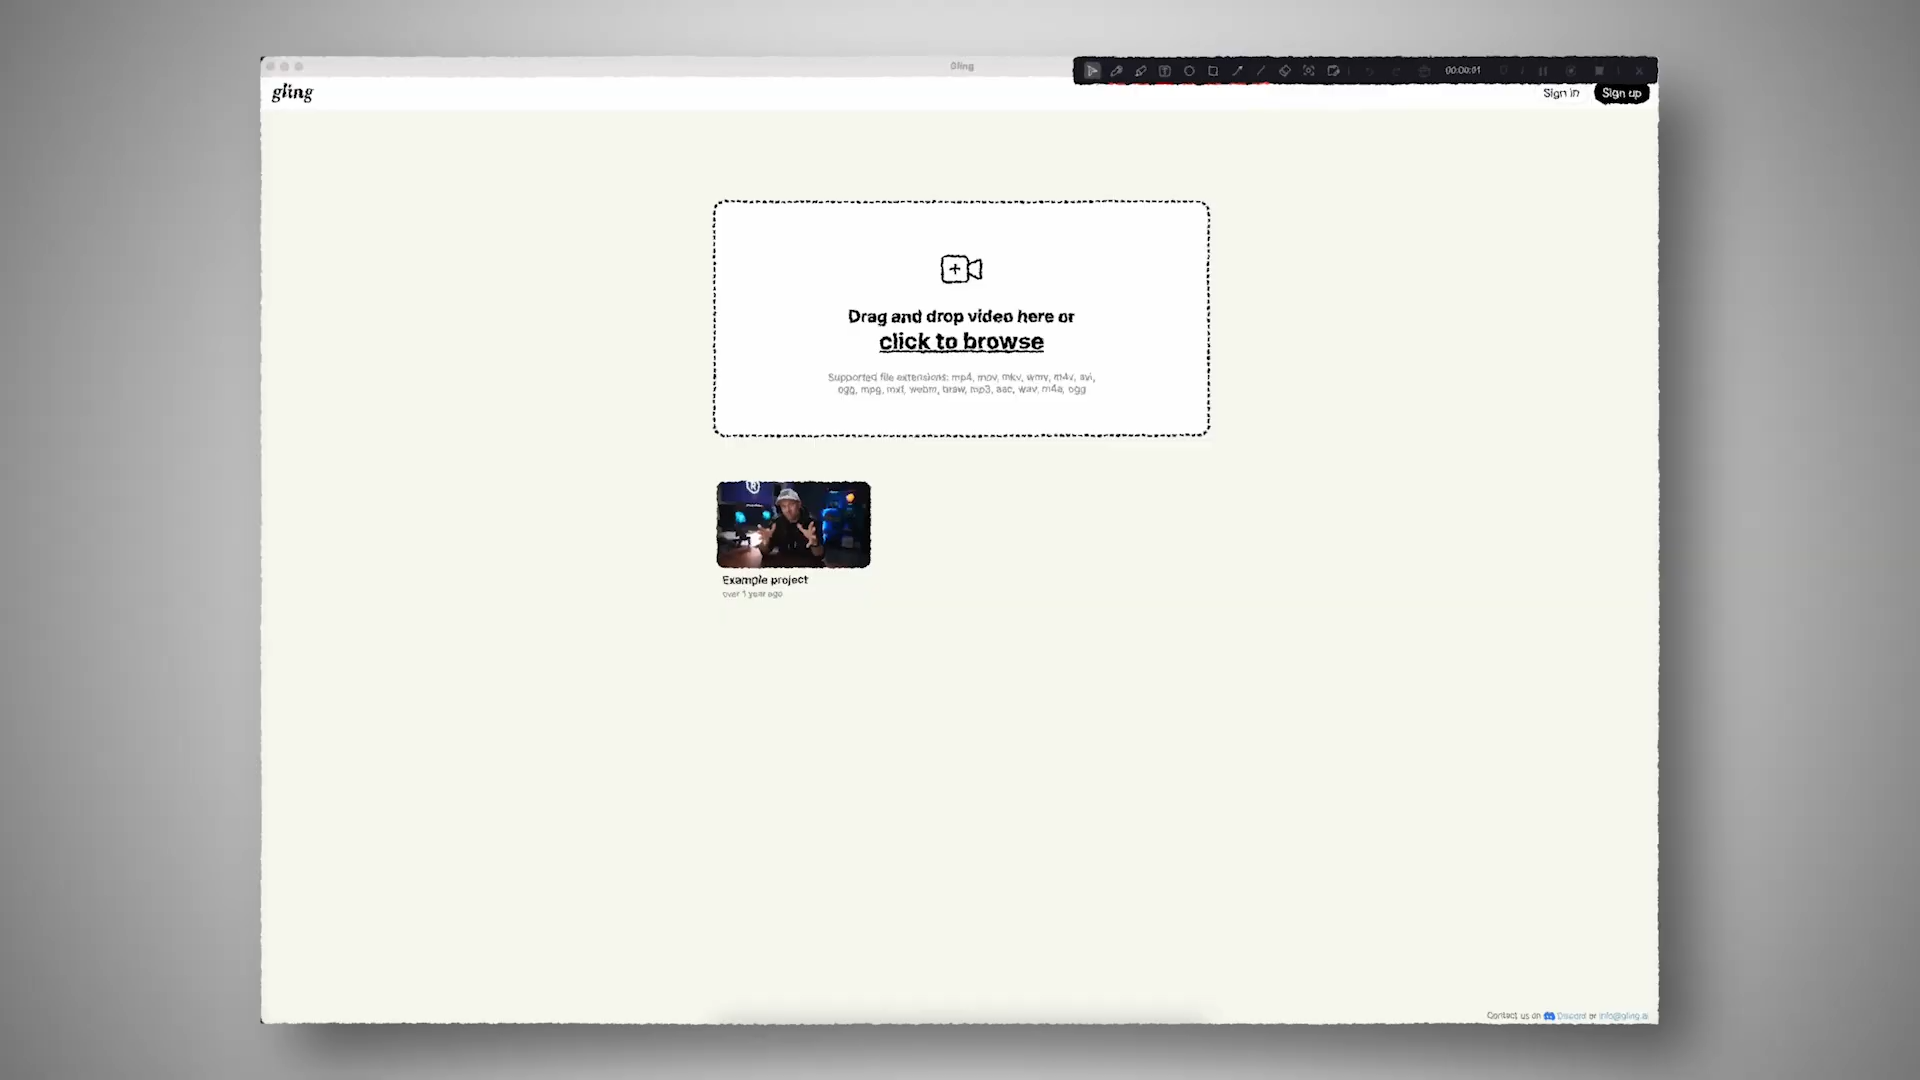 Gling
00:00:01
gling
Sign in
Sign up
Drag and drop video here or
click to browse
Supported file extensions: mp4, mov, mkv, wmv, m4v, avi,
ogg, mpg, mxf, webm, braw, mp3, aac, wav, m4a, ogg
Example project
over 1 year ago
Contact us on Discord or info@gling.ai